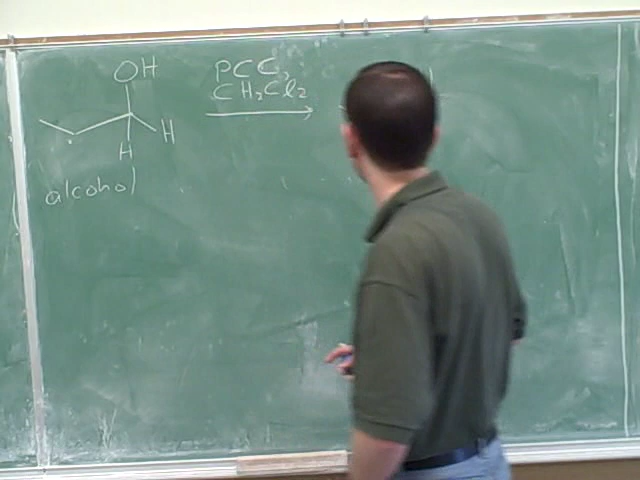 OH
PCC,
CH₂Cl₂
H
H
alcohol